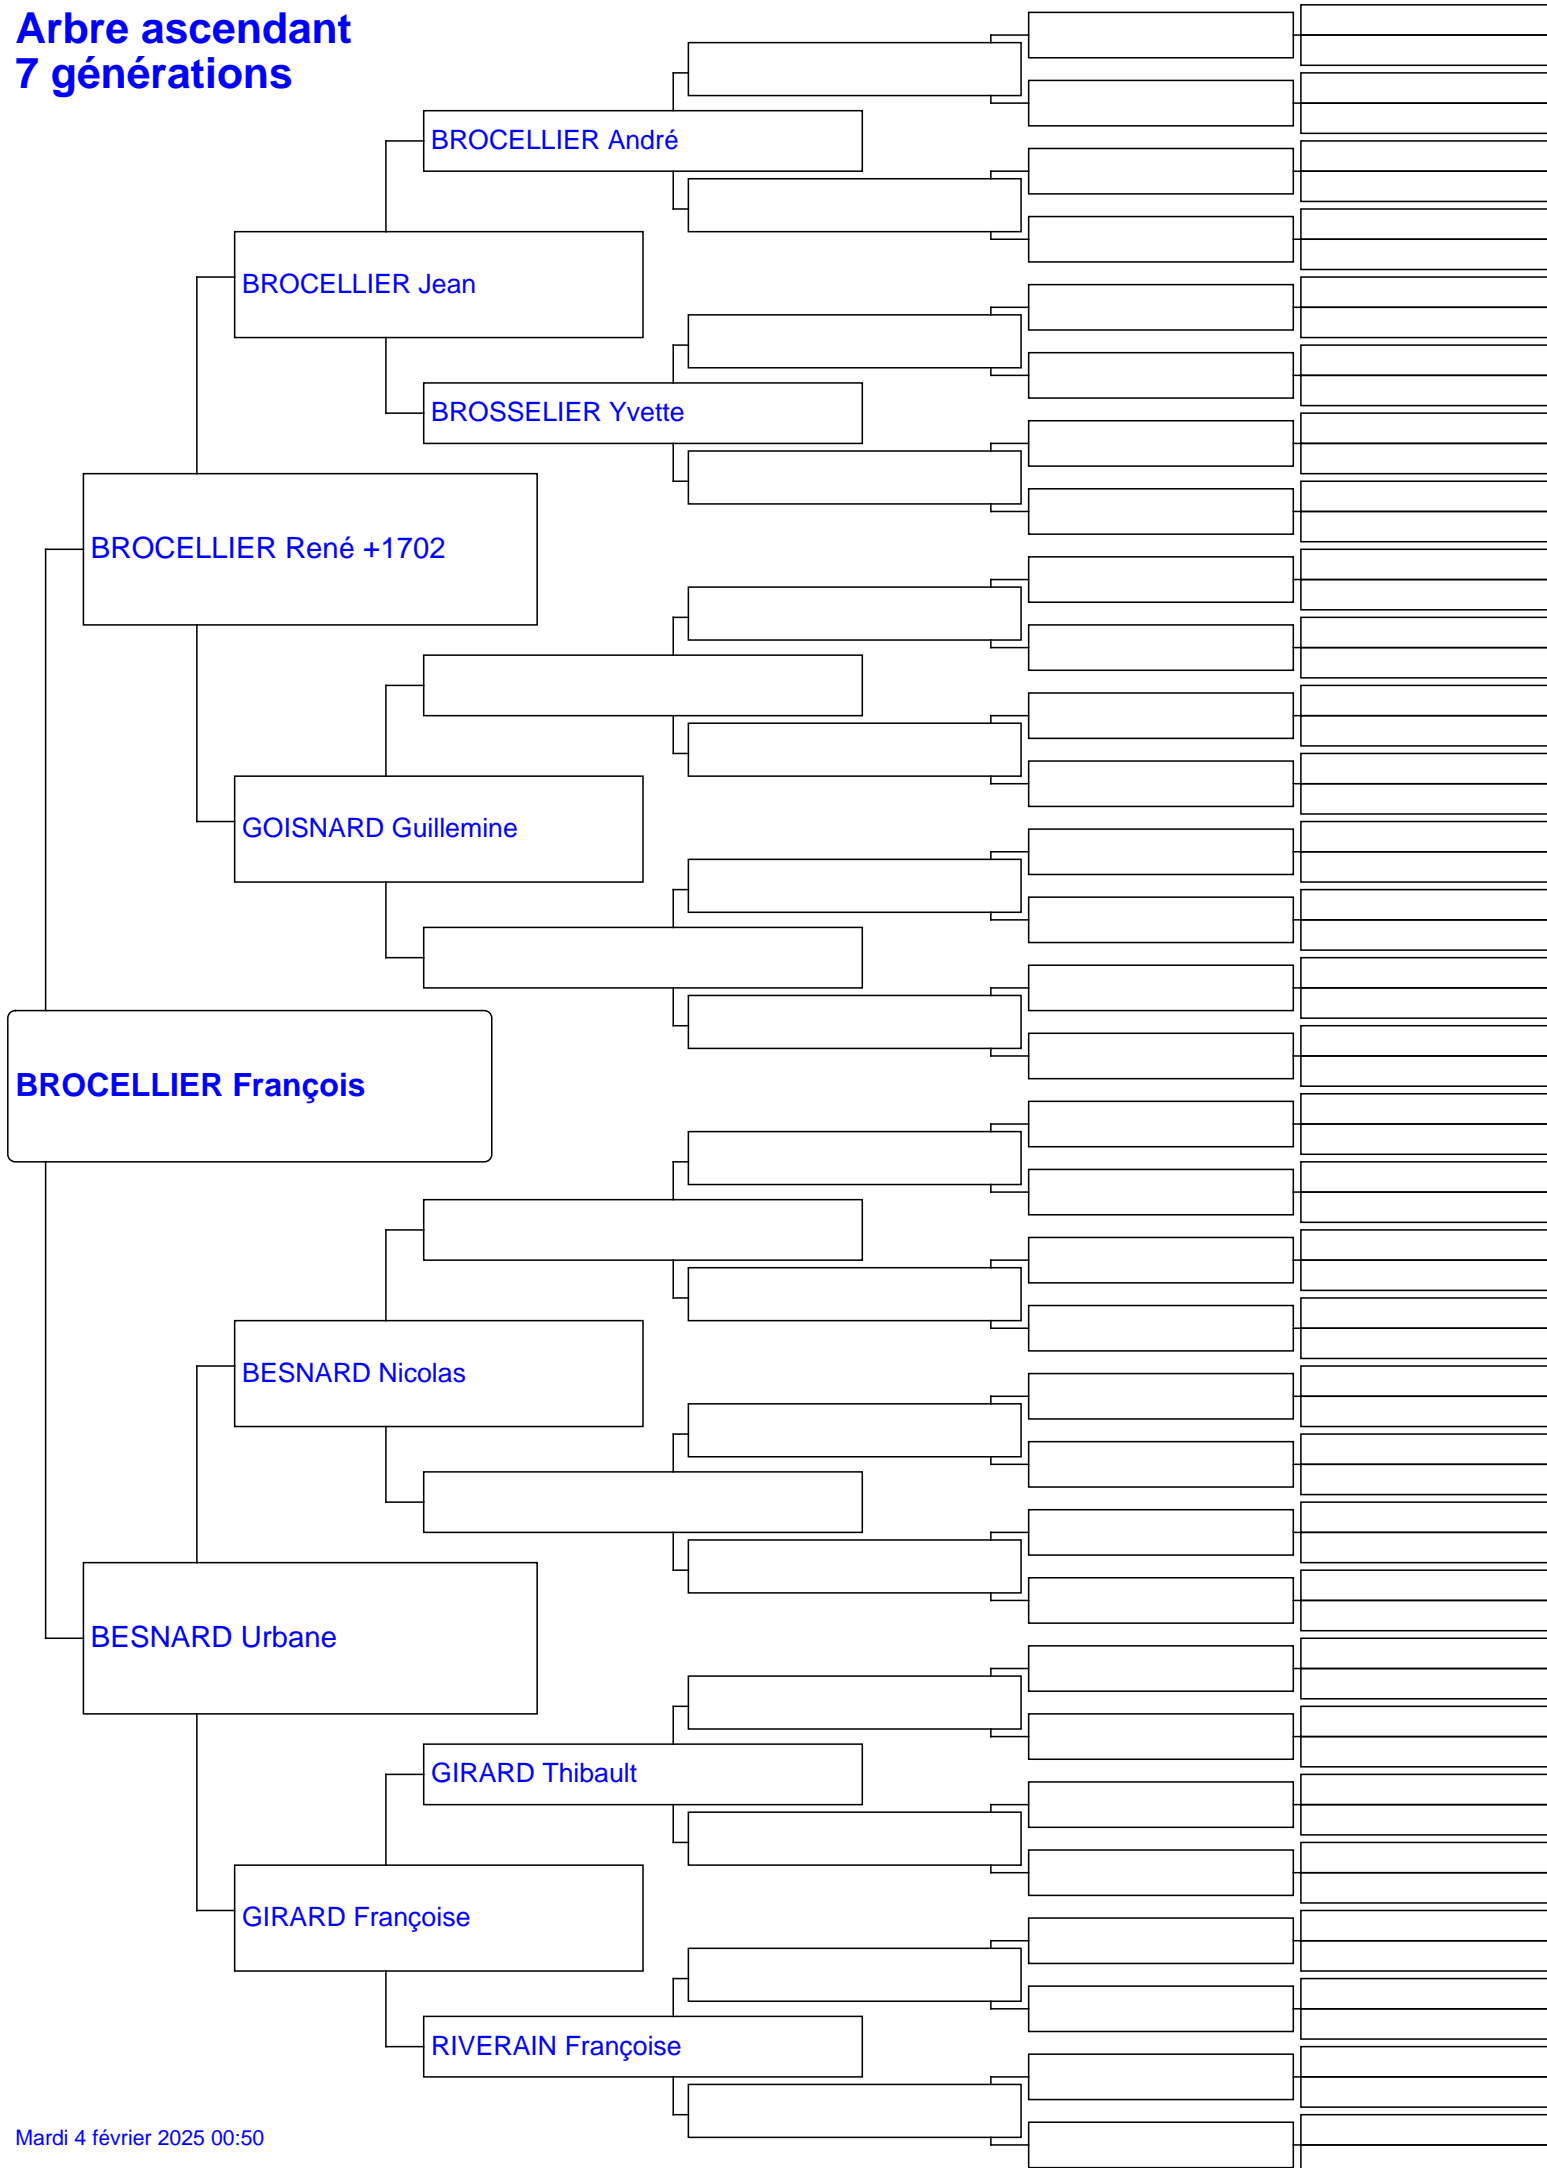 Arbre ascendant
7 générations
BROCELLIER André
BROCELLIER Jean
BROSSELIER Yvette
BROCELLIER René +1702
GOISNARD Guillemine
BROCELLIER François
BESNARD Nicolas
BESNARD Urbane
GIRARD Thibault
GIRARD Françoise
RIVERAIN Françoise
Mardi 4 février 2025 00:50